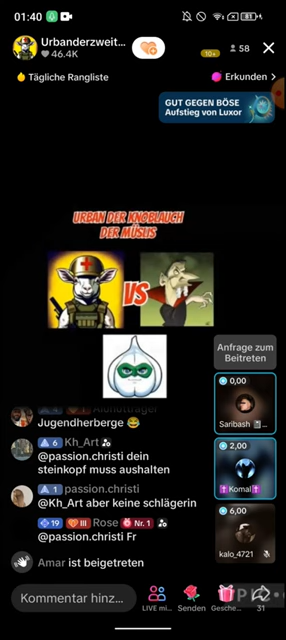 01:40
81
Urbanderzweit...
46.4K
10+
58
Tägliche Rangliste
Erkunden >
GUT GEGEN BÖSE
Aufstieg von Luxor
URBAN DER KNOBLAUCH
DER MÜSLIS
VS
Anfrage zum
Beitreten
0,00
Saribash
2,00
Komal
6,00
kalo_4721
Jugendherberge 😂
6 Kh_Art
@passion.christi dein
steinkopf muss aushalten
1 passion.christi
@Kh_Art aber keine schlägerin
19 III Rose Nr. 1
@passion.christi Fr
Amar ist beigetreten
Kommentar hinz...
LIVE mi...
Senden
Gesche...
31